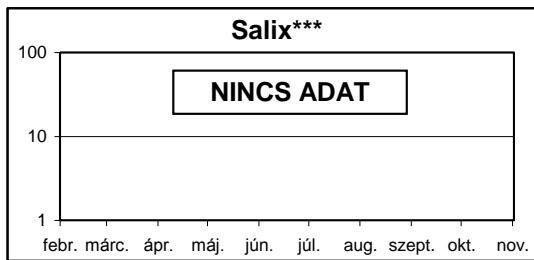 Salix***
100
NINCS ADAT
10
1
febr. márc. ápr. máj. jún. júl. aug. szept. okt. nov.